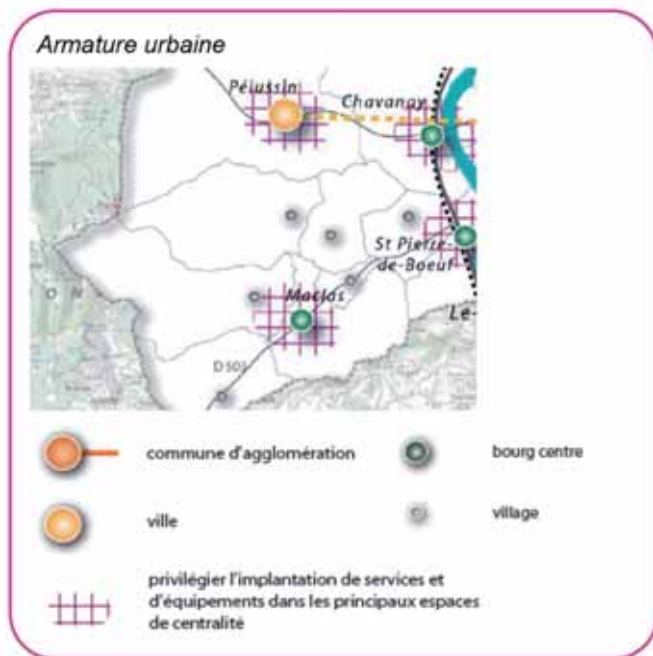 Armature urbaine
Pélussin
Chavanay
St Pierre-
de-Boeuf
Maclas
Le-
O N
D503
commune d'agglomération
bourg centre
ville
village
privilégier l'implantation de services et
d'équipements dans les principaux espaces
de centralité